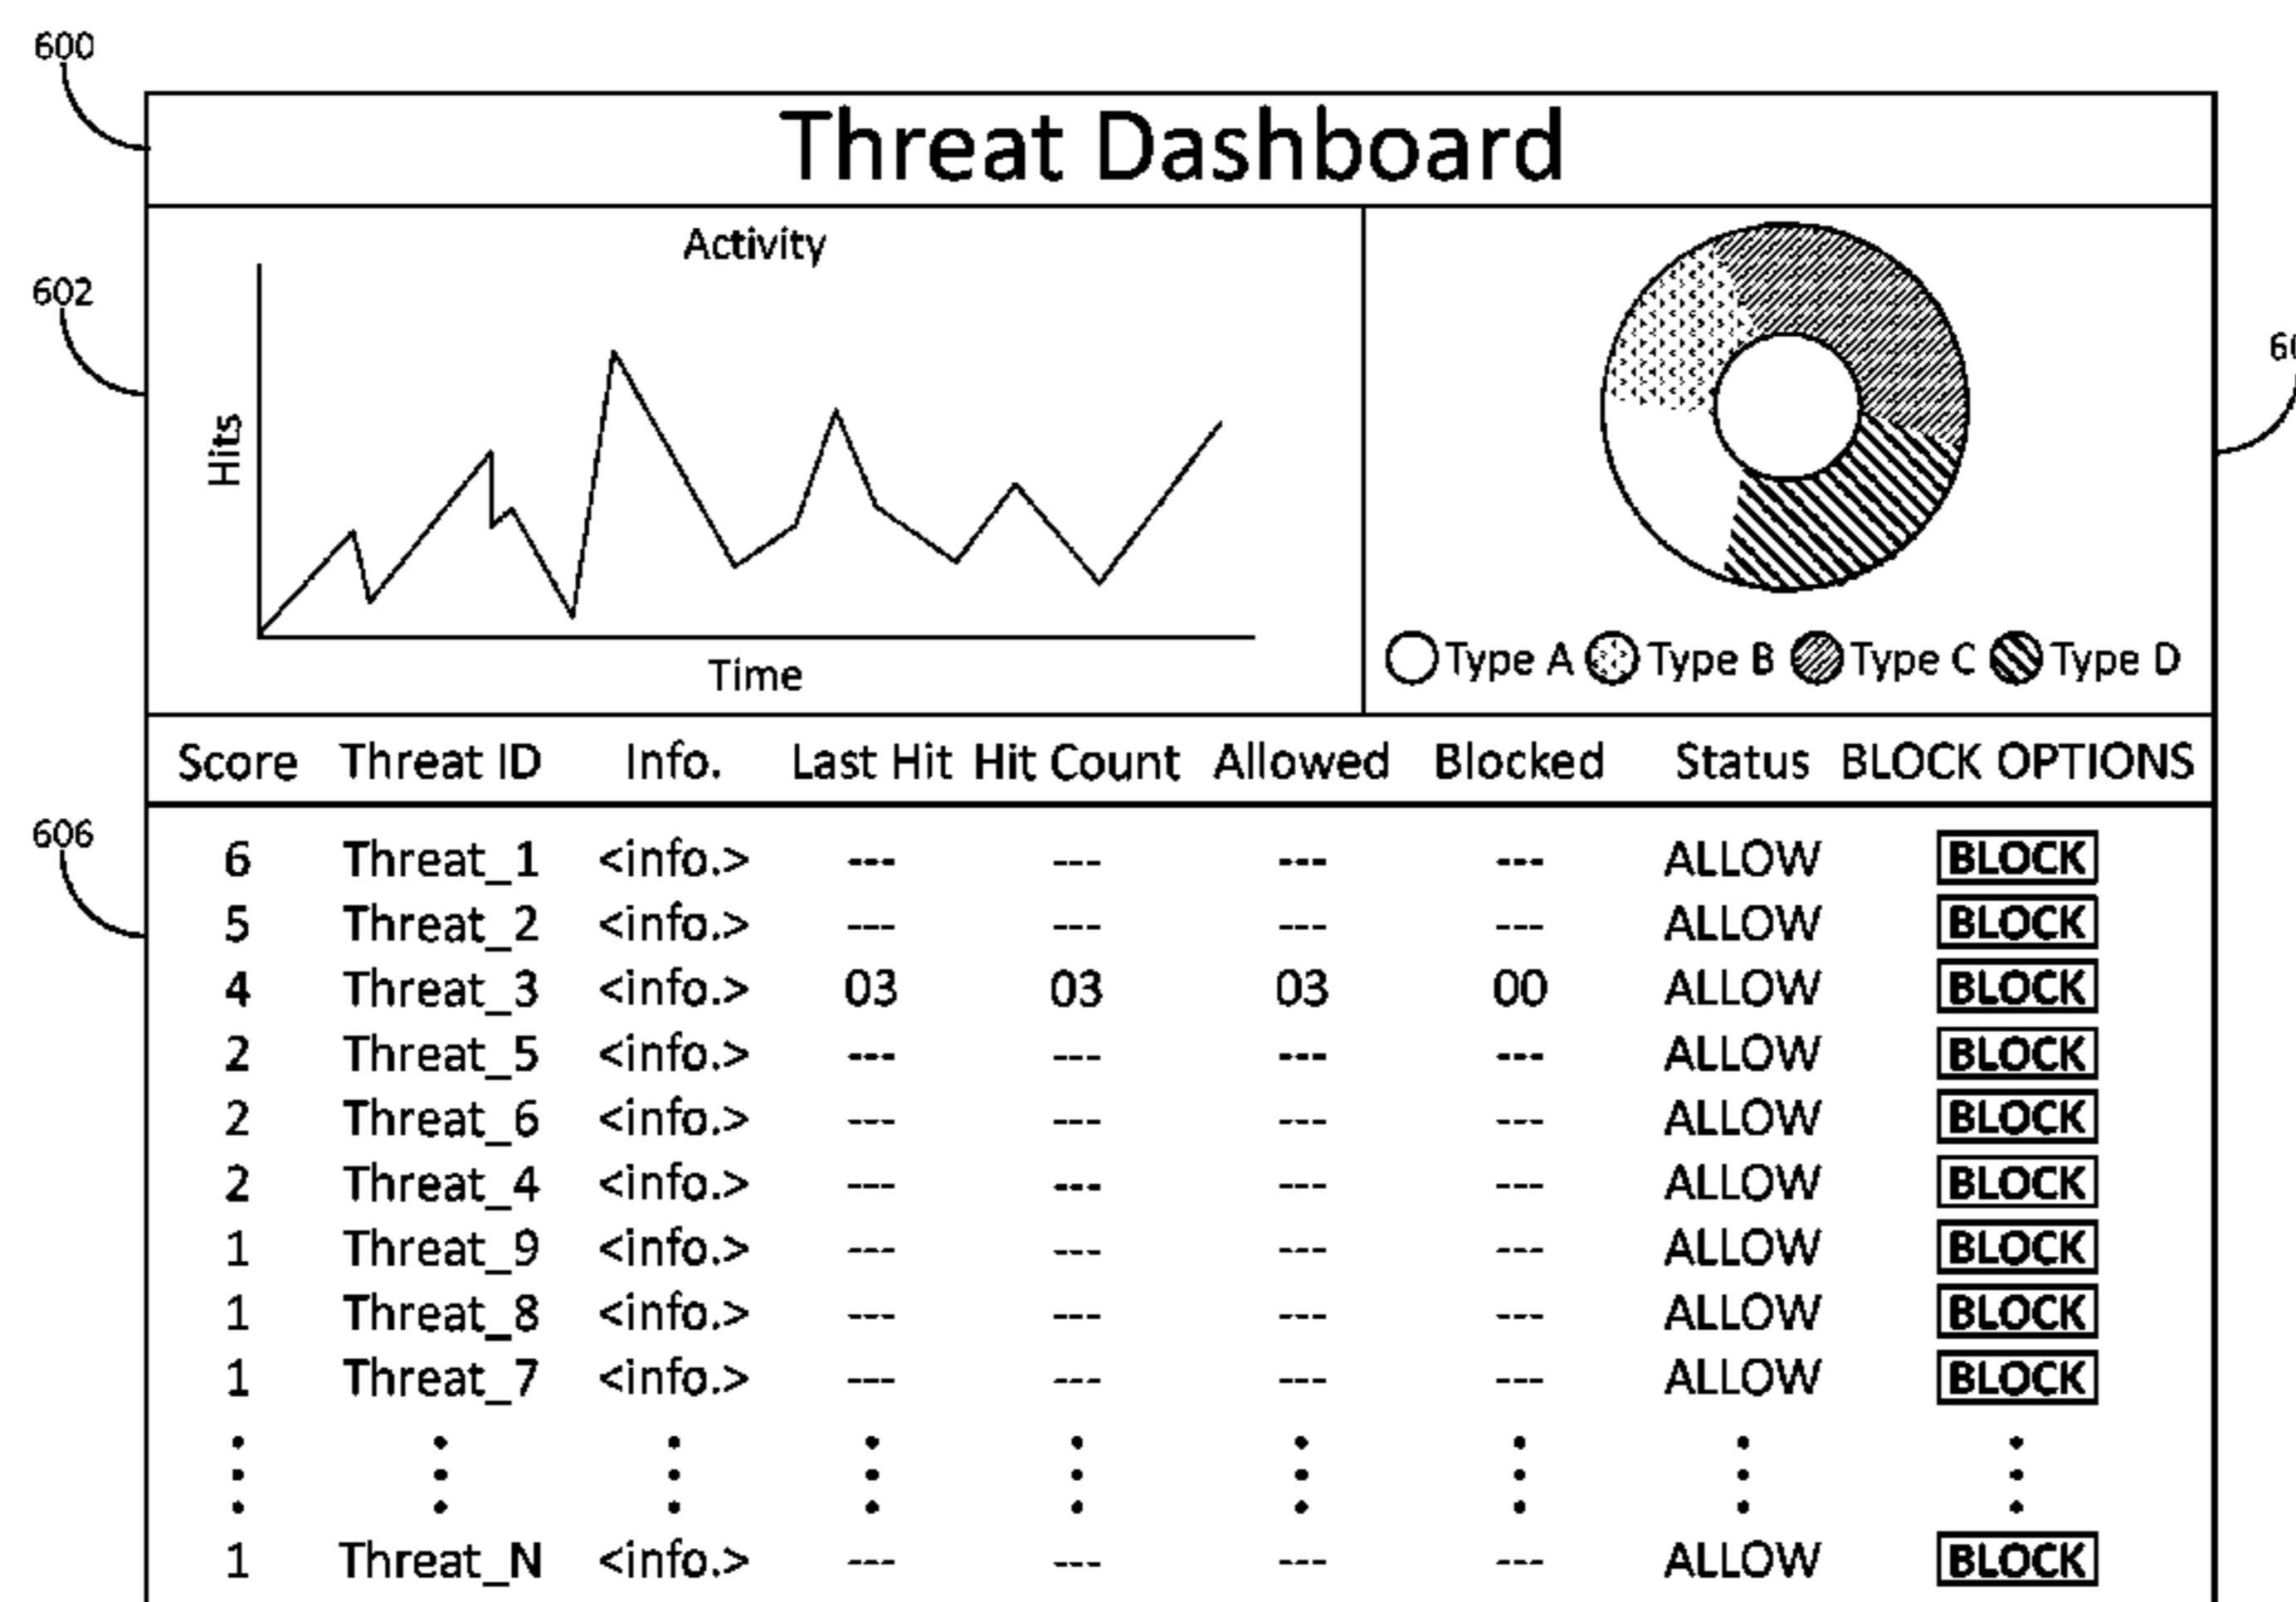 600
Threat Dashboard
602
Activity
Hits
Time
Type A Type B Type C Type D
Score Threat ID Info. Last Hit Hit Count Allowed Blocked Status BLOCK OPTIONS
606
6 Threat_1 <info.> --- --- --- --- ALLOW BLOCK
5 Threat_2 <info.> --- --- --- --- ALLOW BLOCK
4 Threat_3 <info.> 03 03 03 00 ALLOW BLOCK
2 Threat_5 <info.> --- --- --- --- ALLOW BLOCK
2 Threat_6 <info.> --- --- --- --- ALLOW BLOCK
2 Threat_4 <info.> --- --- --- --- ALLOW BLOCK
1 Threat_9 <info.> --- --- --- --- ALLOW BLOCK
1 Threat_8 <info.> --- --- --- --- ALLOW BLOCK
1 Threat_7 <info.> --- --- --- --- ALLOW BLOCK
1 Threat_N <info.> --- --- --- --- ALLOW BLOCK